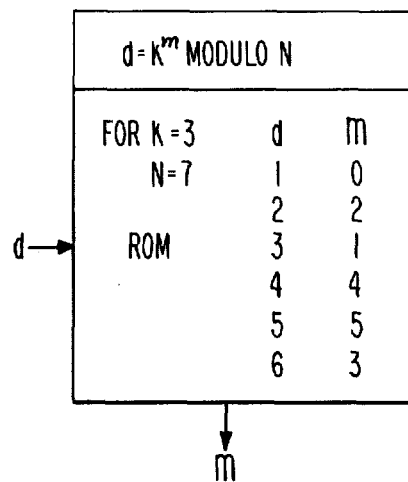 d=K^m MODULO N
FOR K=3 d m
N=7 1 0
2 2
d ROM 3 1
4 4
5 5
6 3
m